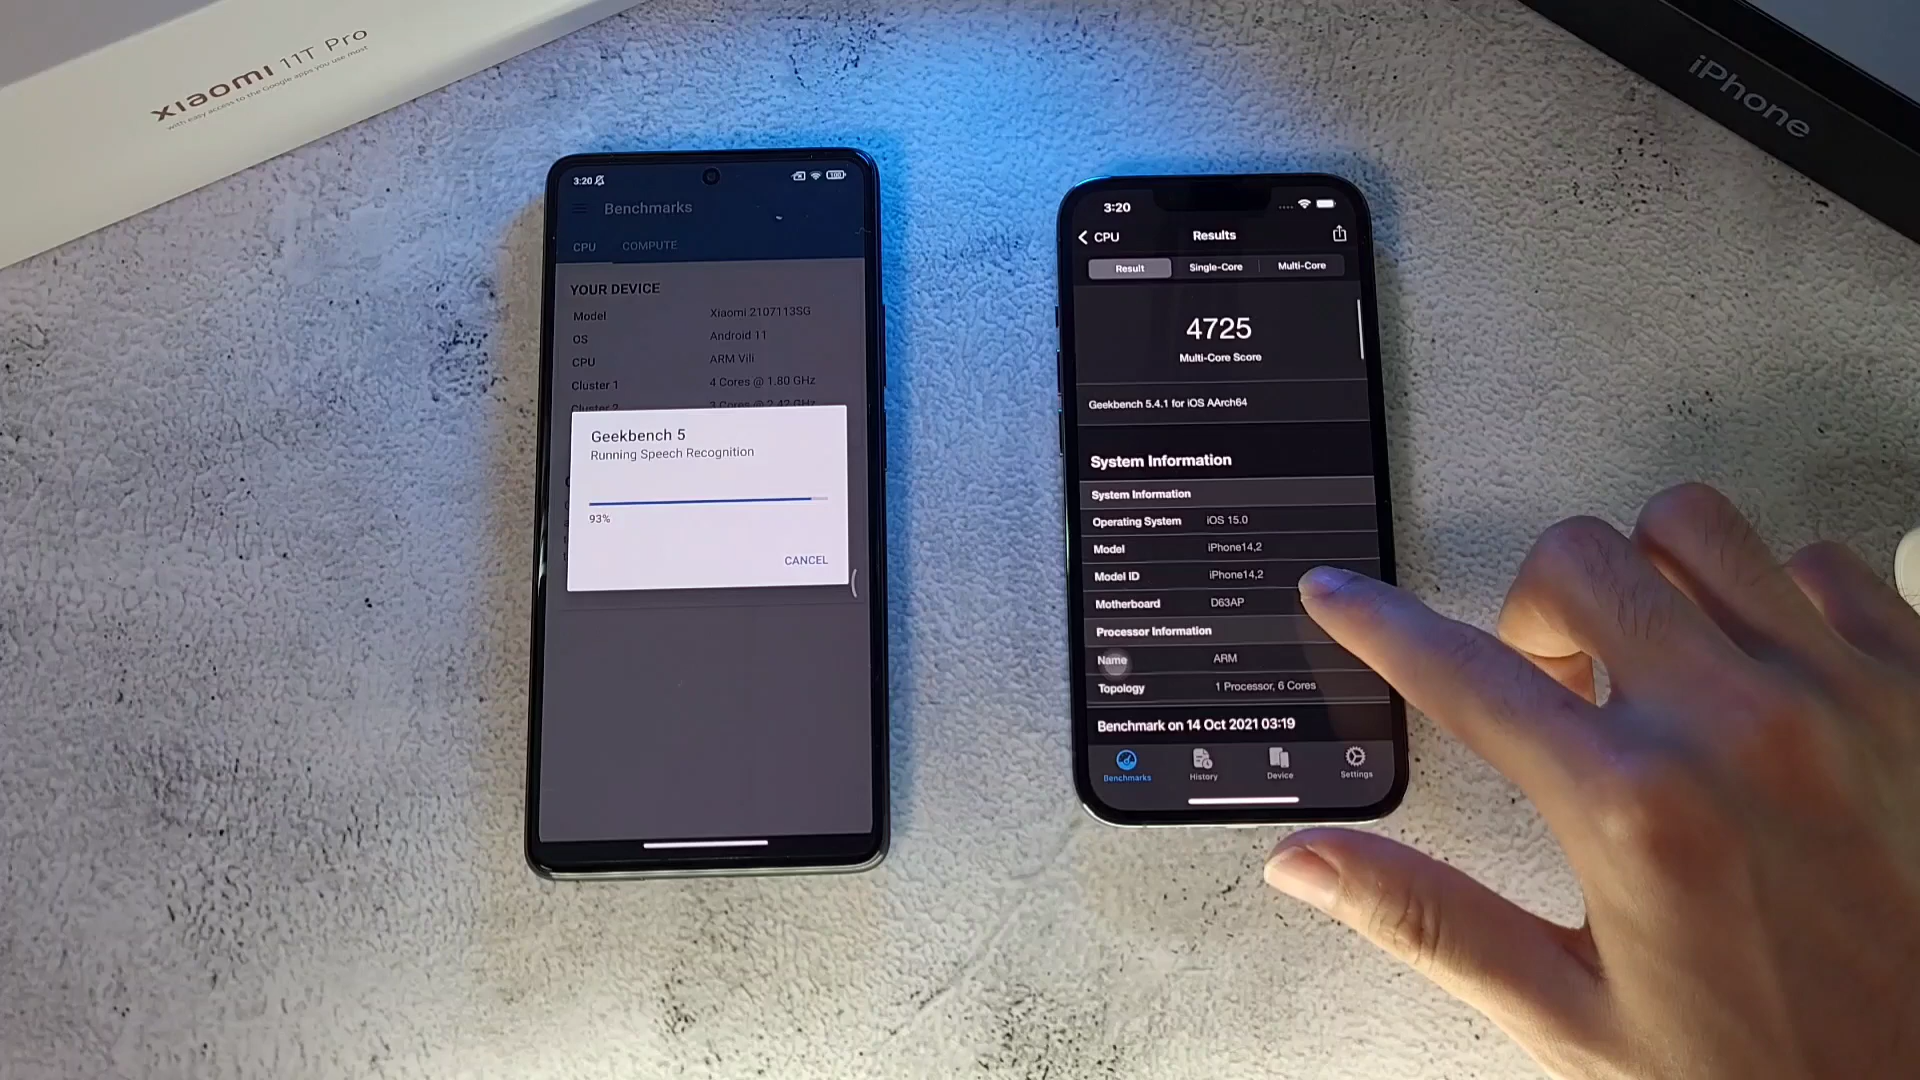 xiaomi 11T Pro
with easy access to the Google apps you use most
iPhone
3:20
Benchmarks
CPU COMPUTE
YOUR DEVICE
Model Xiaomi 2107113SG
OS Android 11
CPU ARM Vili
Cluster 1 4 Cores @ 1.80 GHz
Cluster 2 3 Cores @ 2.42 GHz
Geekbench 5
Running Speech Recognition
93%
CANCEL
3:20
CPU Results
Result Single-Core Multi-Core
4725
Multi-Core Score
Geekbench 5.4.1 for iOS AArch64
System Information
System Information
Operating System iOS 15.0
Model iPhone14,2
Model ID iPhone14,2
Motherboard D63AP
Processor Information
Name ARM
Topology 1 Processor, 6 Cores
Benchmark on 14 Oct 2021 03:19
Benchmarks History Device Settings